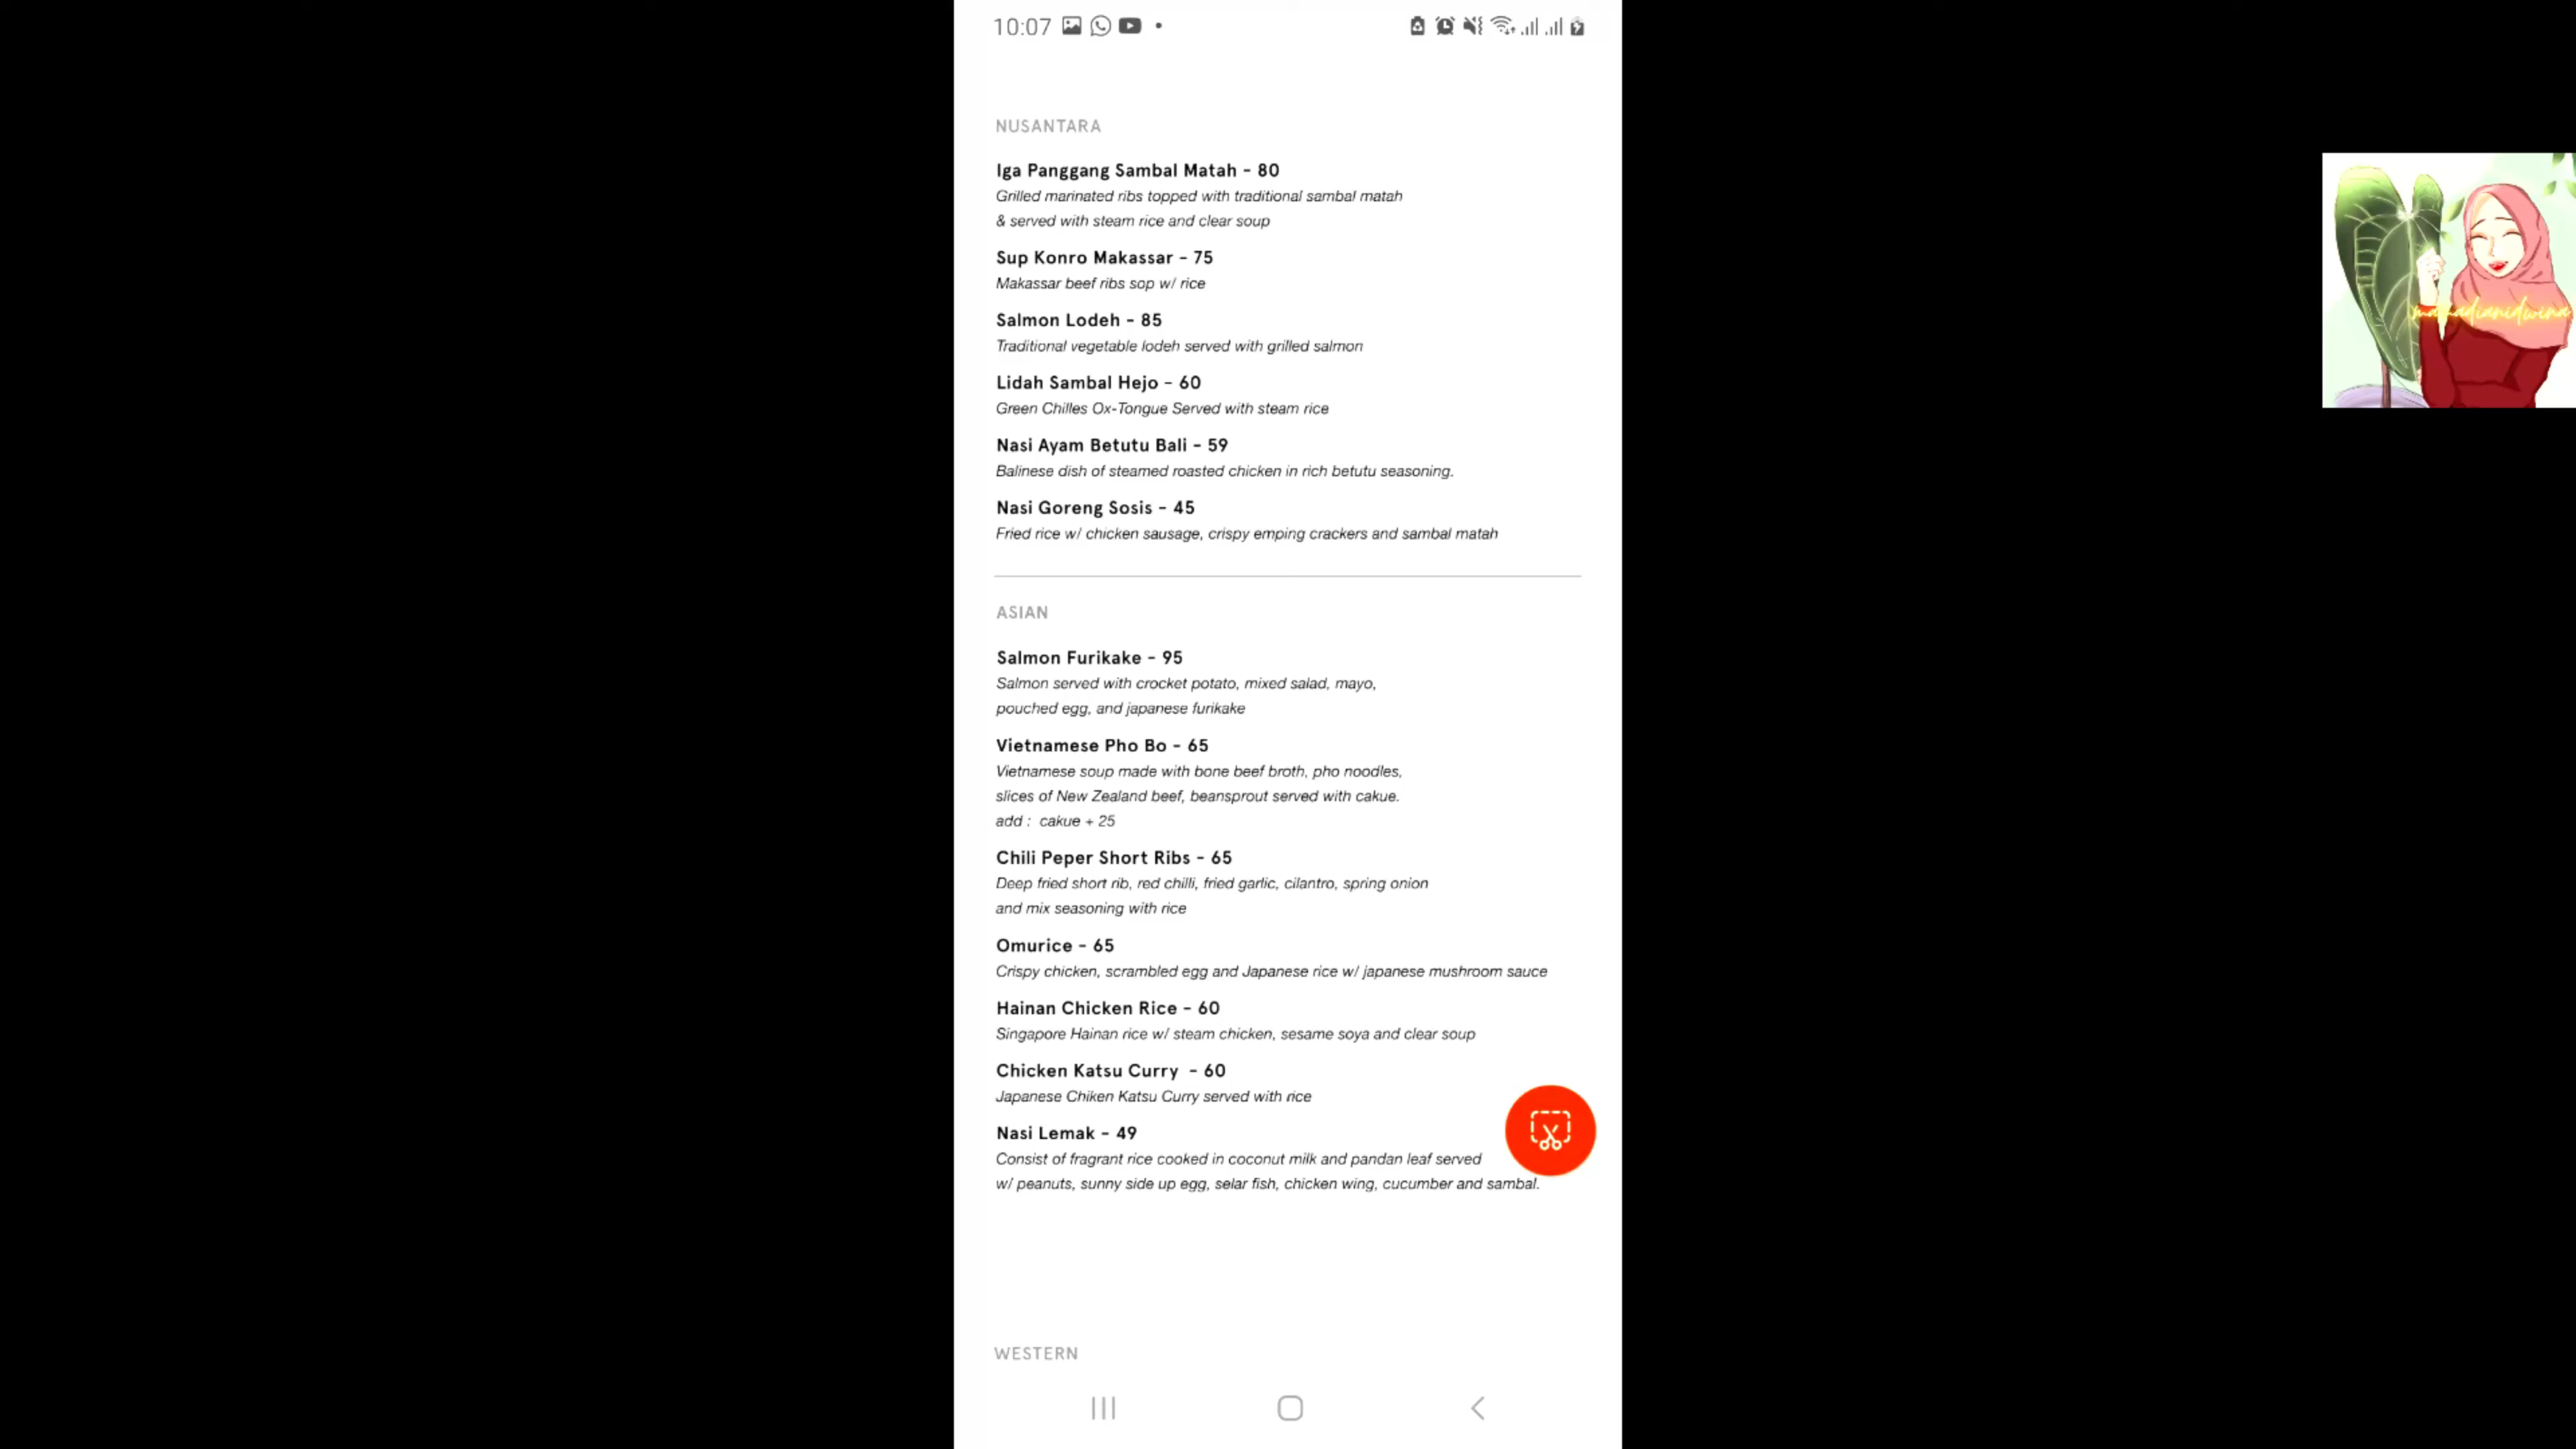 10:07
NUSANTARA
Iga Panggang Sambal Matah - 80
Grilled marinated ribs topped with traditional sambal matah
& served with steam rice and clear soup
Sup Konro Makassar - 75
Makassar beef ribs sop w/ rice
Salmon Lodeh - 85
Traditional vegetable lodeh served with grilled salmon
Lidah Sambal Hejo - 60
Green Chilles Ox-Tongue Served with steam rice
Nasi Ayam Betutu Bali - 59
Balinese dish of steamed roasted chicken in rich betutu seasoning.
Nasi Goreng Sosis - 45
Fried rice w/ chicken sausage, crispy emping crackers and sambal matah
ASIAN
Salmon Furikake - 95
Salmon served with crocket potato, mixed salad, mayo,
pouched egg, and japanese furikake
Vietnamese Pho Bo - 65
Vietnamese soup made with bone beef broth, pho noodles,
slices of New Zealand beef, beansprout served with cakue.
add : cakue + 25
Chili Peper Short Ribs - 65
Deep fried short rib, red chilli, fried garlic, cilantro, spring onion
and mix seasoning with rice
Omurice - 65
Crispy chicken, scrambled egg and Japanese rice w/ japanese mushroom sauce
Hainan Chicken Rice - 60
Singapore Hainan rice w/ steam chicken, sesame soya and clear soup
Chicken Katsu Curry - 60
Japanese Chiken Katsu Curry served with rice
Nasi Lemak - 49
Consist of fragrant rice cooked in coconut milk and pandan leaf served
w/ peanuts, sunny side up egg, selar fish, chicken wing, cucumber and sambal.
WESTERN